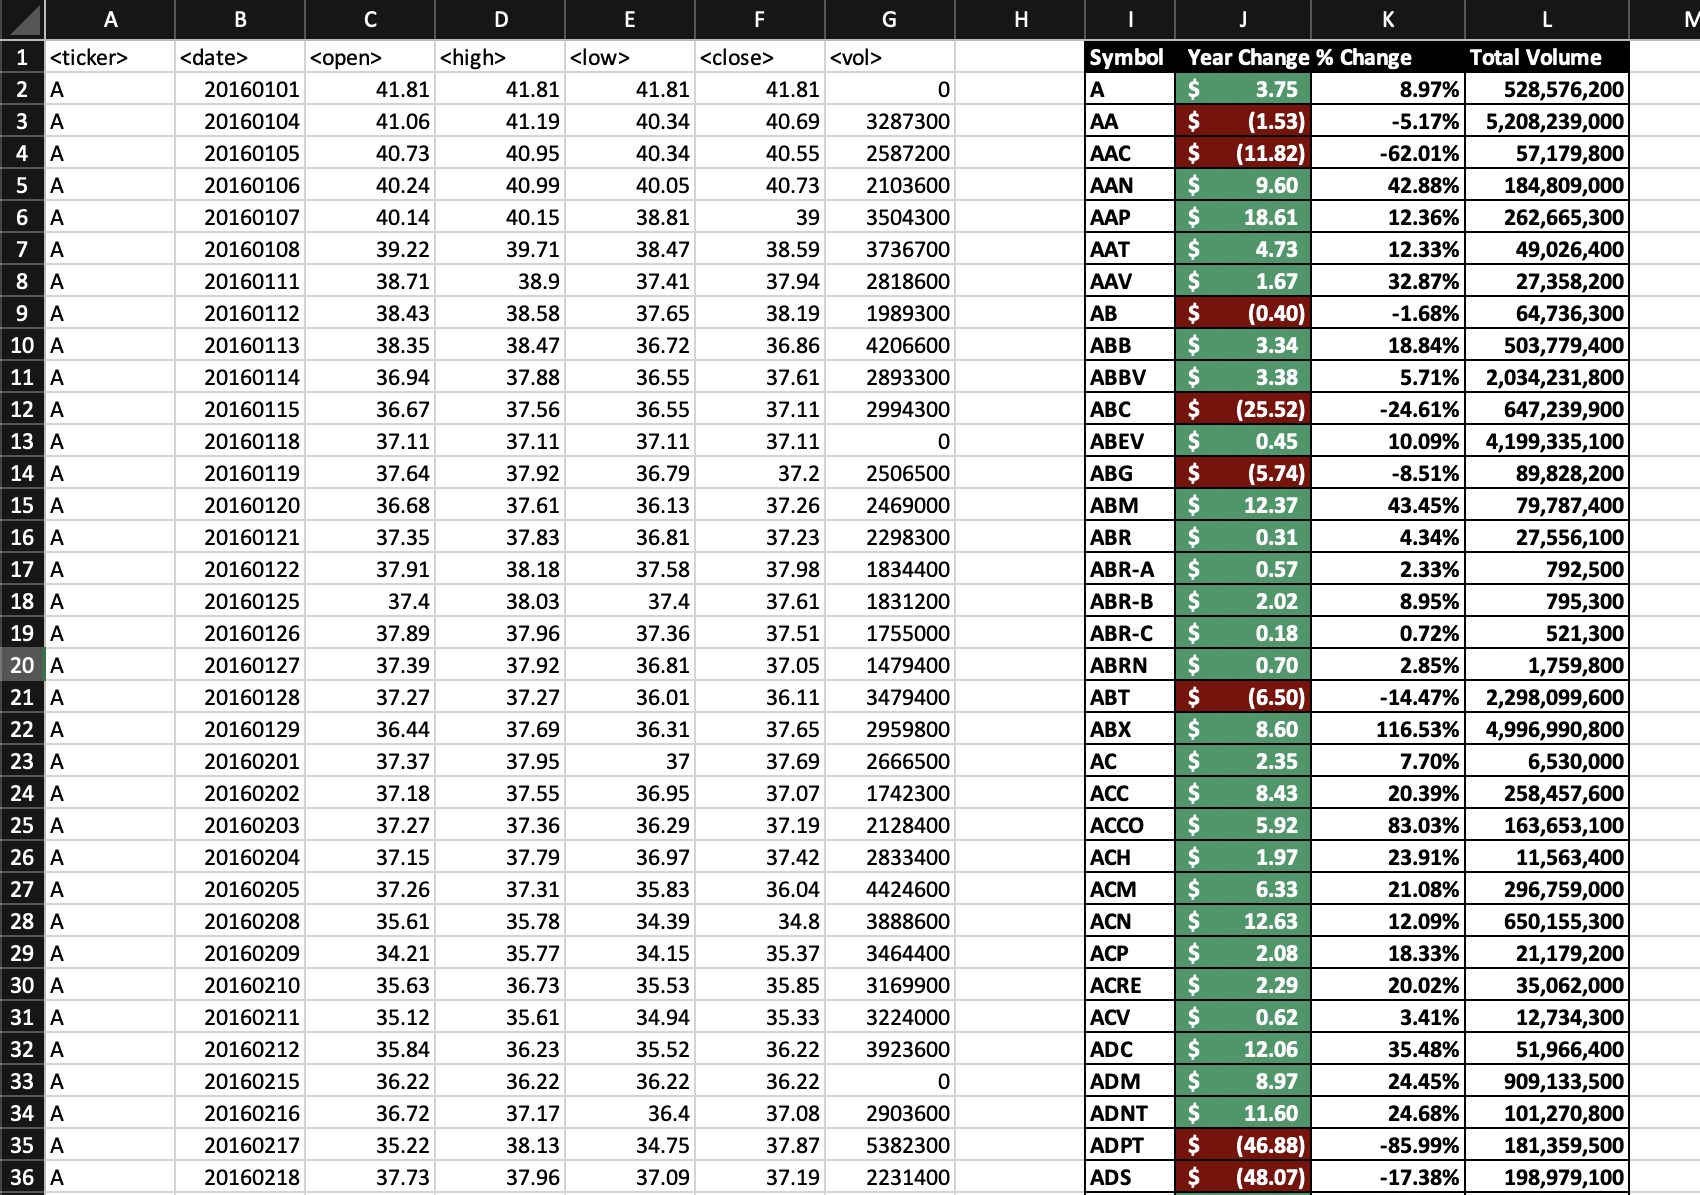 A B C D E F G H I J K L M
1 <ticker> <date> <open> <high> <low> <close> <vol> Symbol Year Change % Change Total Volume
2 A 20160101 41.81 41.81 41.81 41.81 0 A $ 3.75 8.97% 528,576,200
3 A 20160104 41.06 41.19 40.34 40.69 3287300 AA $ (1.53) -5.17% 5,208,239,000
4 A 20160105 40.73 40.95 40.34 40.55 2587200 AAC $ (11.82) -62.01% 57,179,800
5 A 20160106 40.24 40.99 40.05 40.73 2103600 AAN $ 9.60 42.88% 184,809,000
6 A 20160107 40.14 40.15 38.81 39 3504300 AAP $ 18.61 12.36% 262,665,300
7 A 20160108 39.22 39.71 38.47 38.59 3736700 AAT $ 4.73 12.33% 49,026,400
8 A 20160111 38.71 38.9 37.41 37.94 2818600 AAV $ 1.67 32.87% 27,358,200
9 A 20160112 38.43 38.58 37.65 38.19 1989300 AB $ (0.40) -1.68% 64,736,300
10 A 20160113 38.35 38.47 36.72 36.86 4206600 ABB $ 3.34 18.84% 503,779,400
11 A 20160114 36.94 37.88 36.55 37.61 2893300 ABBV $ 3.38 5.71% 2,034,231,800
12 A 20160115 36.67 37.56 36.55 37.11 2994300 ABC $ (25.52) -24.61% 647,239,900
13 A 20160118 37.11 37.11 37.11 37.11 0 ABEV $ 0.45 10.09% 4,199,335,100
14 A 20160119 37.64 37.92 36.79 37.2 2506500 ABG $ (5.74) -8.51% 89,828,200
15 A 20160120 36.68 37.61 36.13 37.26 2469000 ABM $ 12.37 43.45% 79,787,400
16 A 20160121 37.35 37.83 36.81 37.23 2298300 ABR $ 0.31 4.34% 27,556,100
17 A 20160122 37.91 38.18 37.58 37.98 1834400 ABR-A $ 0.57 2.33% 792,500
18 A 20160125 37.4 38.03 37.4 37.61 1831200 ABR-B $ 2.02 8.95% 795,300
19 A 20160126 37.89 37.96 37.36 37.51 1755000 ABR-C $ 0.18 0.72% 521,300
20 A 20160127 37.39 37.92 36.81 37.05 1479400 ABRN $ 0.70 2.85% 1,759,800
21 A 20160128 37.27 37.27 36.01 36.11 3479400 ABT $ (6.50) -14.47% 2,298,099,600
22 A 20160129 36.44 37.69 36.31 37.65 2959800 ABX $ 8.60 116.53% 4,996,990,800
23 A 20160201 37.37 37.95 37 37.69 2666500 AC $ 2.35 7.70% 6,530,000
24 A 20160202 37.18 37.55 36.95 37.07 1742300 ACC $ 8.43 20.39% 258,457,600
25 A 20160203 37.27 37.36 36.29 37.19 2128400 ACCO $ 5.92 83.03% 163,653,100
26 A 20160204 37.15 37.79 36.97 37.42 2833400 ACH $ 1.97 23.91% 11,563,400
27 A 20160205 37.26 37.31 35.83 36.04 4424600 ACM $ 6.33 21.08% 296,759,000
28 A 20160208 35.61 35.78 34.39 34.8 3888600 ACN $ 12.63 12.09% 650,155,300
29 A 20160209 34.21 35.77 34.15 35.37 3464400 ACP $ 2.08 18.33% 21,179,200
30 A 20160210 35.63 36.73 35.53 35.85 3169900 ACRE $ 2.29 20.02% 35,062,000
31 A 20160211 35.12 35.61 34.94 35.33 3224000 ACV $ 0.62 3.41% 12,734,300
32 A 20160212 35.84 36.23 35.52 36.22 3923600 ADC $ 12.06 35.48% 51,966,400
33 A 20160215 36.22 36.22 36.22 36.22 0 ADM $ 8.97 24.45% 909,133,500
34 A 20160216 36.72 37.17 36.4 37.08 2903600 ADNT $ 11.60 24.68% 101,270,800
35 A 20160217 35.22 38.13 34.75 37.87 5382300 ADPT $ (46.88) -85.99% 181,359,500
36 A 20160218 37.73 37.96 37.09 37.19 2231400 ADS $ (48.07) -17.38% 198,979,100